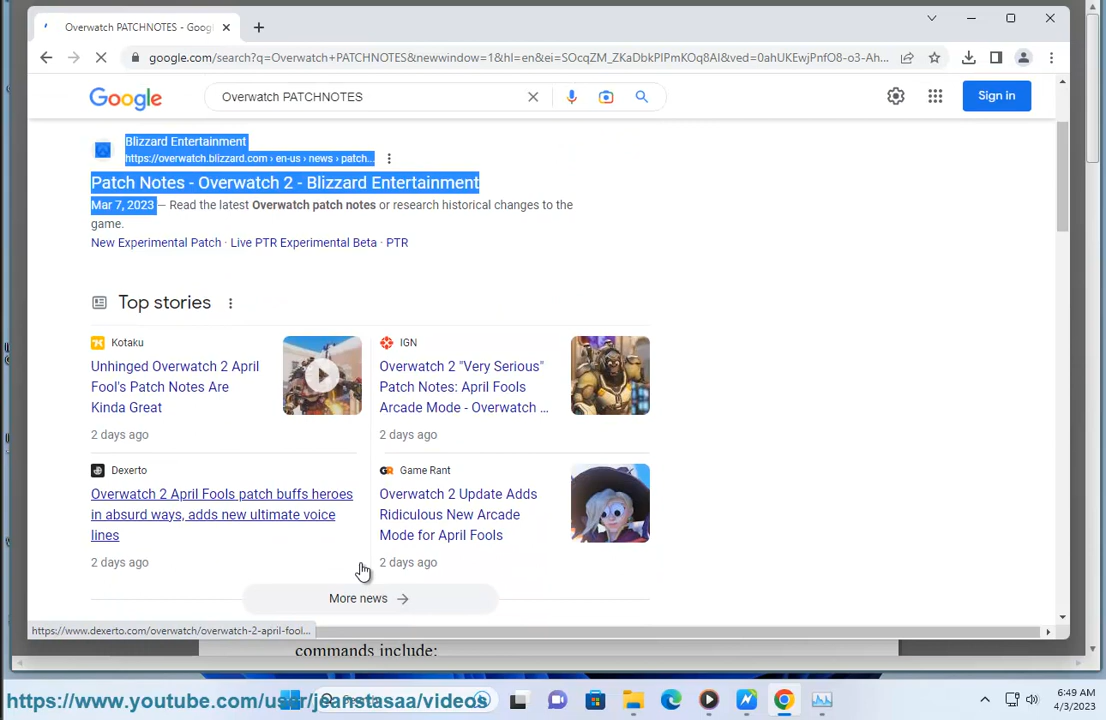 Overwatch PATCHNOTES - Goog
google.com/search?q=Overwatch+PATCHNOTES&newwindow=1&hl=en&ei=SOcqZM_ZKaDbkPIPmKOq8AI&ved=0ahUKEwjPnfO8-o3-Ah...
Google
Overwatch PATCHNOTES
Sign in
Blizzard Entertainment
https://overwatch.blizzard.com › en-us › news › patch...
Patch Notes - Overwatch 2 - Blizzard Entertainment
Mar 7, 2023 — Read the latest Overwatch patch notes or research historical changes to the
game.
New Experimental Patch · Live PTR Experimental Beta · PTR
Top stories
Kotaku
Unhinged Overwatch 2 April
Fool's Patch Notes Are
Kinda Great
2 days ago
IGN
Overwatch 2 "Very Serious"
Patch Notes: April Fools
Arcade Mode - Overwatch ...
2 days ago
Dexerto
Overwatch 2 April Fools patch buffs heroes
in absurd ways, adds new ultimate voice
lines
2 days ago
Game Rant
Overwatch 2 Update Adds
Ridiculous New Arcade
Mode for April Fools
2 days ago
More news
https://www.dexerto.com/overwatch/overwatch-2-april-fool...
commands include:
https://www.youtube.com/user/jeanstasaa/videos
6:49 AM
4/3/2023